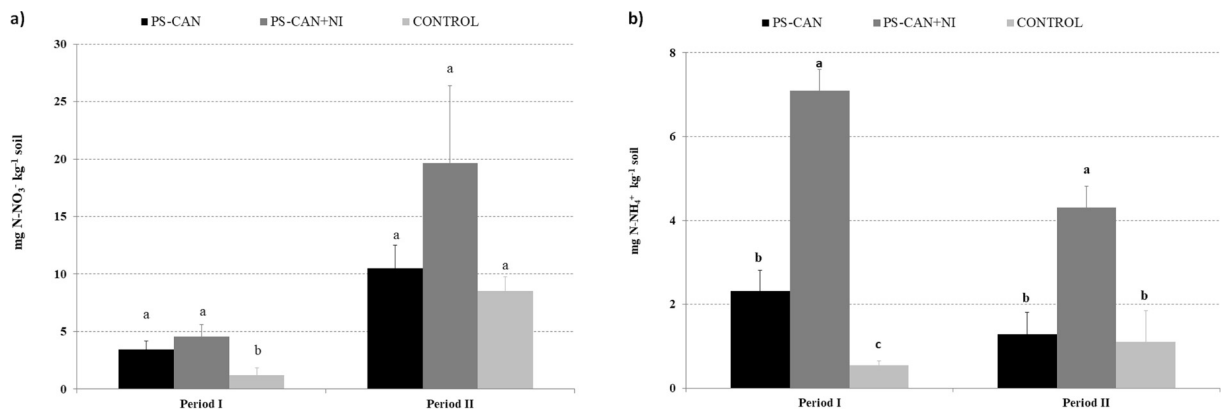 a)
PS-CAN PS-CAN+NI CONTROL
mg N-NO₃⁻ kg⁻¹ soil
30
25
20
15
10
5
0
a a b
a a a
Period I Period II
b)
PS-CAN PS-CAN+NI CONTROL
mg N-NH₄⁺ kg⁻¹ soil
8
6
4
2
0
b a c
b a b
Period I Period II